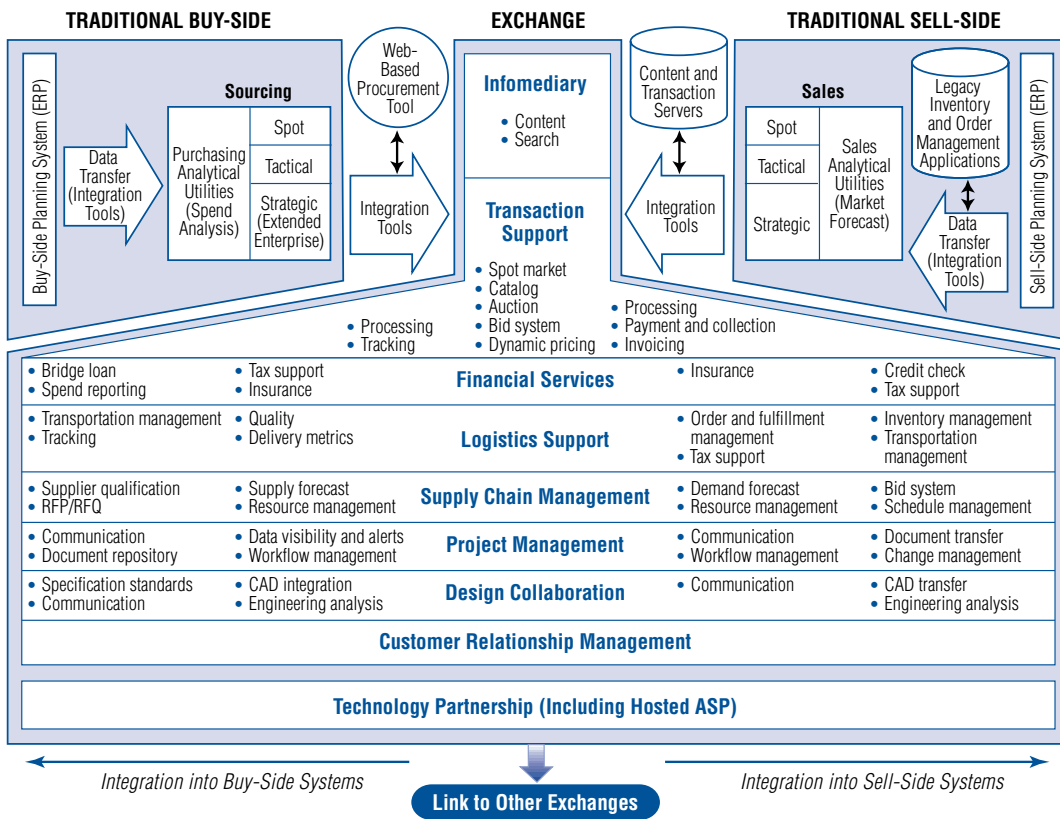 TRADITIONAL BUY-SIDE
EXCHANGE
TRADITIONAL SELL-SIDE
Buy-Side Planning System (ERP)
Data
Transfer
(Integration
Tools)
Sourcing
Purchasing
Analytical
Utilities
(Spend
Analysis)
Spot
Tactical
Strategic
(Extended
Enterprise)
Web-
Based
Procurement
Tool
Integration
Tools
Infomediary
• Content
• Search
Transaction
Support
• Spot market
• Catalog
• Auction
• Bid system
• Dynamic pricing
• Processing
• Tracking
• Processing
• Payment and collection
• Invoicing
Content and
Transaction
Servers
Integration
Tools
Sales
Spot
Tactical
Strategic
Sales
Analytical
Utilities
(Market
Forecast)
Legacy
Inventory
and Order
Management
Applications
Data
Transfer
(Integration
Tools)
Sell-Side Planning System (ERP)
• Bridge loan
• Spend reporting
• Tax support
• Insurance
Financial Services
• Insurance
• Credit check
• Tax support
• Transportation management
• Tracking
• Quality
• Delivery metrics
Logistics Support
• Order and fulfillment
management
• Tax support
• Inventory management
• Transportation
management
• Supplier qualification
• RFP/RFQ
• Supply forecast
• Resource management
Supply Chain Management
• Demand forecast
• Resource management
• Bid system
• Schedule management
• Communication
• Document repository
• Data visibility and alerts
• Workflow management
Project Management
• Communication
• Workflow management
• Document transfer
• Change management
• Specification standards
• Communication
• CAD integration
• Engineering analysis
Design Collaboration
• Communication
• CAD transfer
• Engineering analysis
Customer Relationship Management
Technology Partnership (Including Hosted ASP)
Integration into Buy-Side Systems
Integration into Sell-Side Systems
Link to Other Exchanges